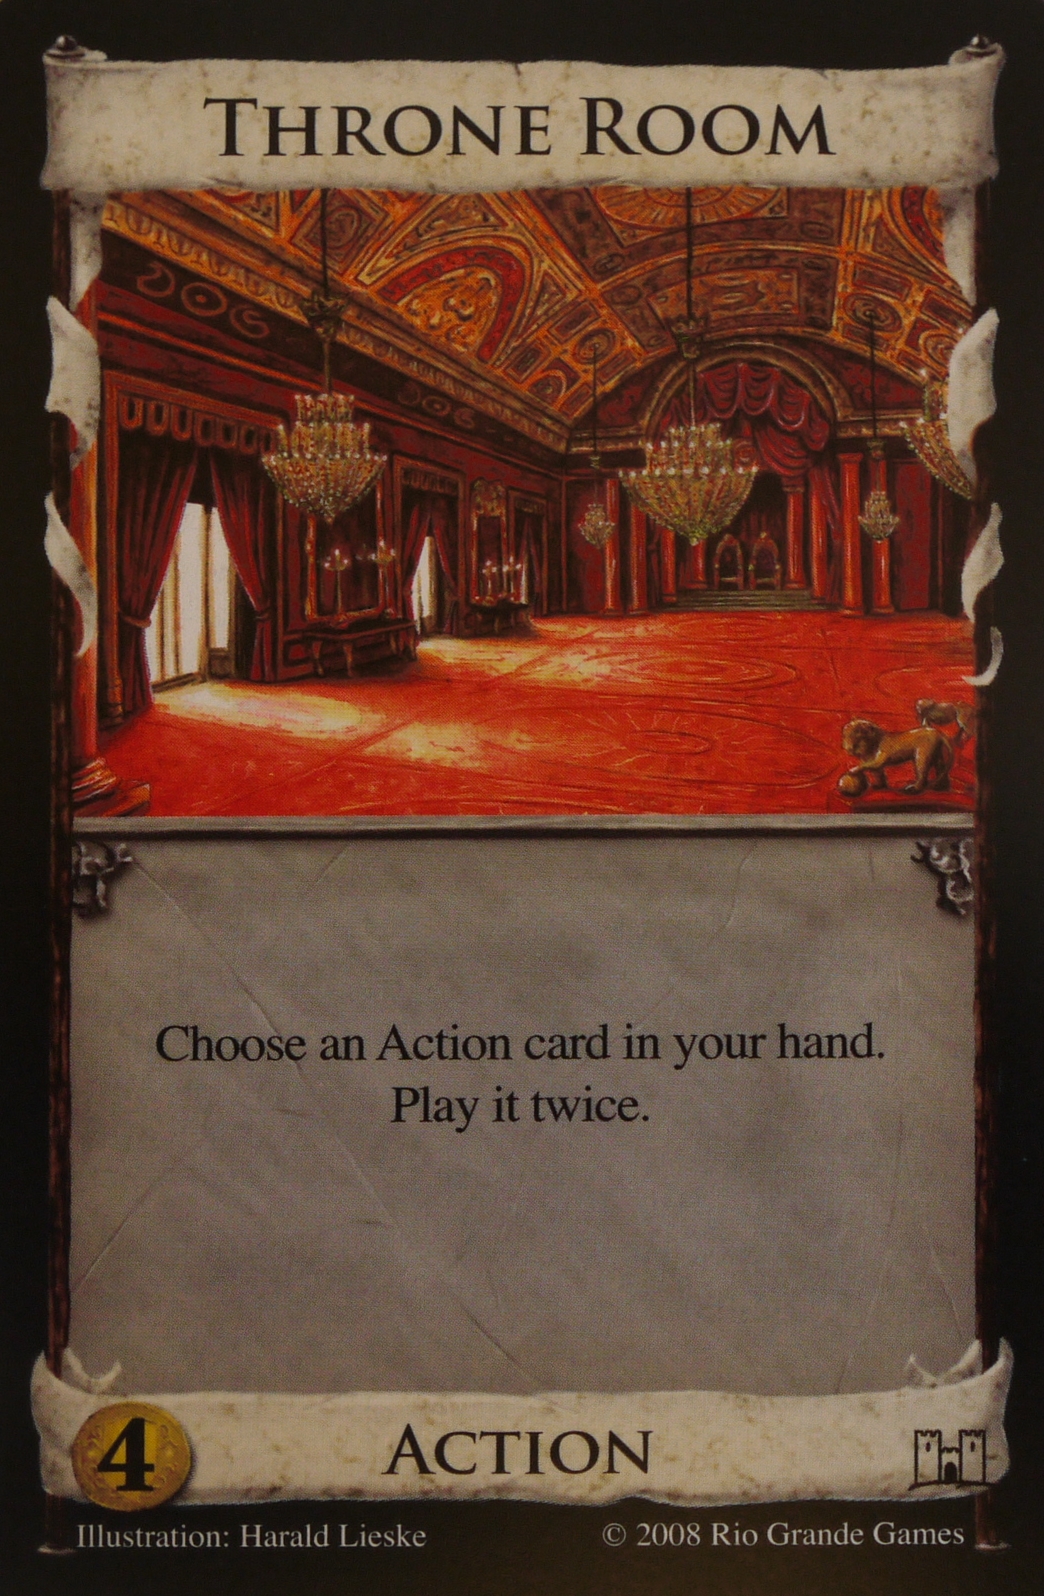 THRONE ROOM
Choose an Action card in your hand.
Play it twice.
4
ACTION
Illustration: Harald Lieske
© 2008 Rio Grande Games